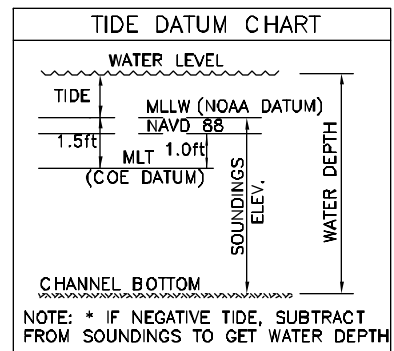 TIDE DATUM CHART
WATER LEVEL
TIDE
MLLW (NOAA DATUM)
NAVD 88
1.5ft
1.0ft
MLT
(COE DATUM)
SOUNDINGS
ELEV.
WATER DEPTH
CHANNEL BOTTOM
NOTE: * IF NEGATIVE TIDE, SUBTRACT
FROM SOUNDINGS TO GET WATER DEPTH